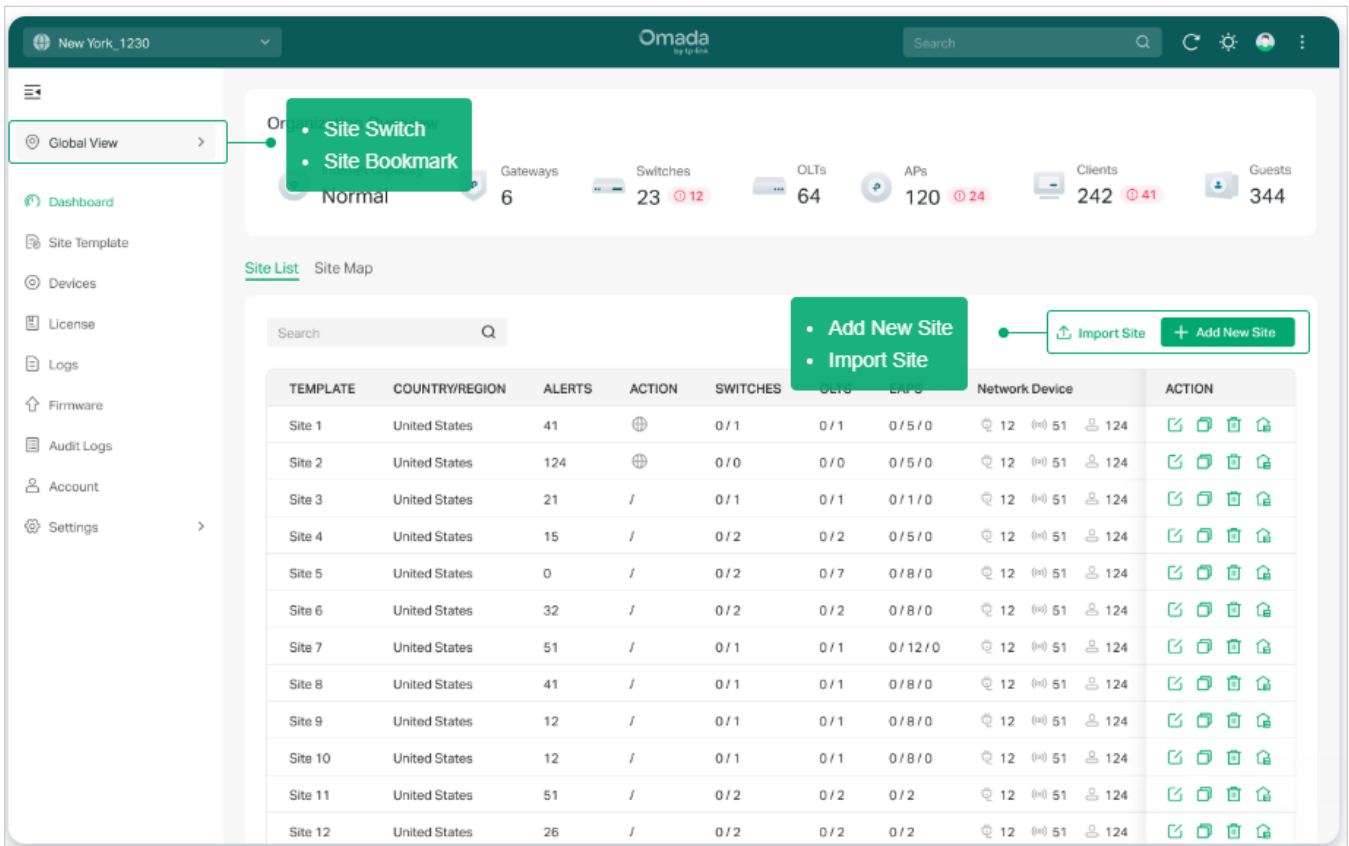 New York_1230
Omada
by tp-link
Search
Global View
Dashboard
Site Template
Devices
License
Logs
Firmware
Audit Logs
Account
Settings
• Site Switch
• Site Bookmark
Normal
Gateways
6
Switches
23 12
OLTs
64
APs
120 24
Clients
242 41
Guests
344
Site List Site Map
Search
• Add New Site
• Import Site
Import Site + Add New Site
TEMPLATE COUNTRY/REGION ALERTS ACTION SWITCHES OLTS EAPS Network Device ACTION
Site 1 United States 41 0 / 1 0 / 1 0 / 5 / 0 12 51 124
Site 2 United States 124 0 / 0 0 / 0 0 / 5 / 0 12 51 124
Site 3 United States 21 / 0 / 1 0 / 1 0 / 1 / 0 12 51 124
Site 4 United States 15 / 0 / 2 0 / 2 0 / 5 / 0 12 51 124
Site 5 United States 0 / 0 / 2 0 / 7 0 / 8 / 0 12 51 124
Site 6 United States 32 / 0 / 2 0 / 2 0 / 8 / 0 12 51 124
Site 7 United States 51 / 0 / 1 0 / 1 0 / 12 / 0 12 51 124
Site 8 United States 41 / 0 / 1 0 / 1 0 / 8 / 0 12 51 124
Site 9 United States 12 / 0 / 1 0 / 1 0 / 8 / 0 12 51 124
Site 10 United States 12 / 0 / 1 0 / 1 0 / 8 / 0 12 51 124
Site 11 United States 51 / 0 / 2 0 / 2 0 / 2 12 51 124
Site 12 United States 26 / 0 / 2 0 / 2 0 / 2 12 51 124